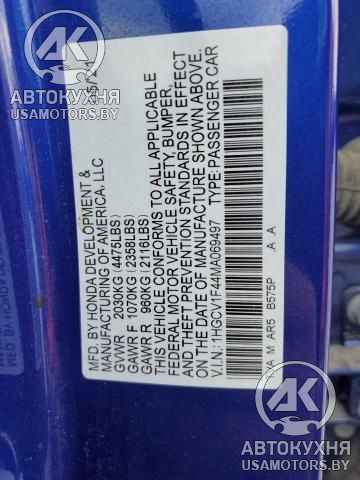 MFD. BY HONDA DEVELOPMENT &
MANUFACTURING OF AMERICA, LLC
GVWR 2030KG (4475LBS)
GAWR F 1070KG (2358LBS)
GAWR R 960KG (2116LBS)
THIS VEHICLE CONFORMS TO ALL APPLICABLE
FEDERAL MOTOR VEHICLE SAFETY, BUMPER,
AND THEFT PREVENTION STANDARDS IN EFFECT
ON THE DATE OF MANUFACTURE SHOWN ABOVE.
V.I.N.: 1HGCV1F44MA069497 TYPE: PASSENGER CAR
M AR5 B575P A A
АВТОКУХНЯ
USAMOTORS.BY
АВТОКУХНЯ
USAMOTORS.BY